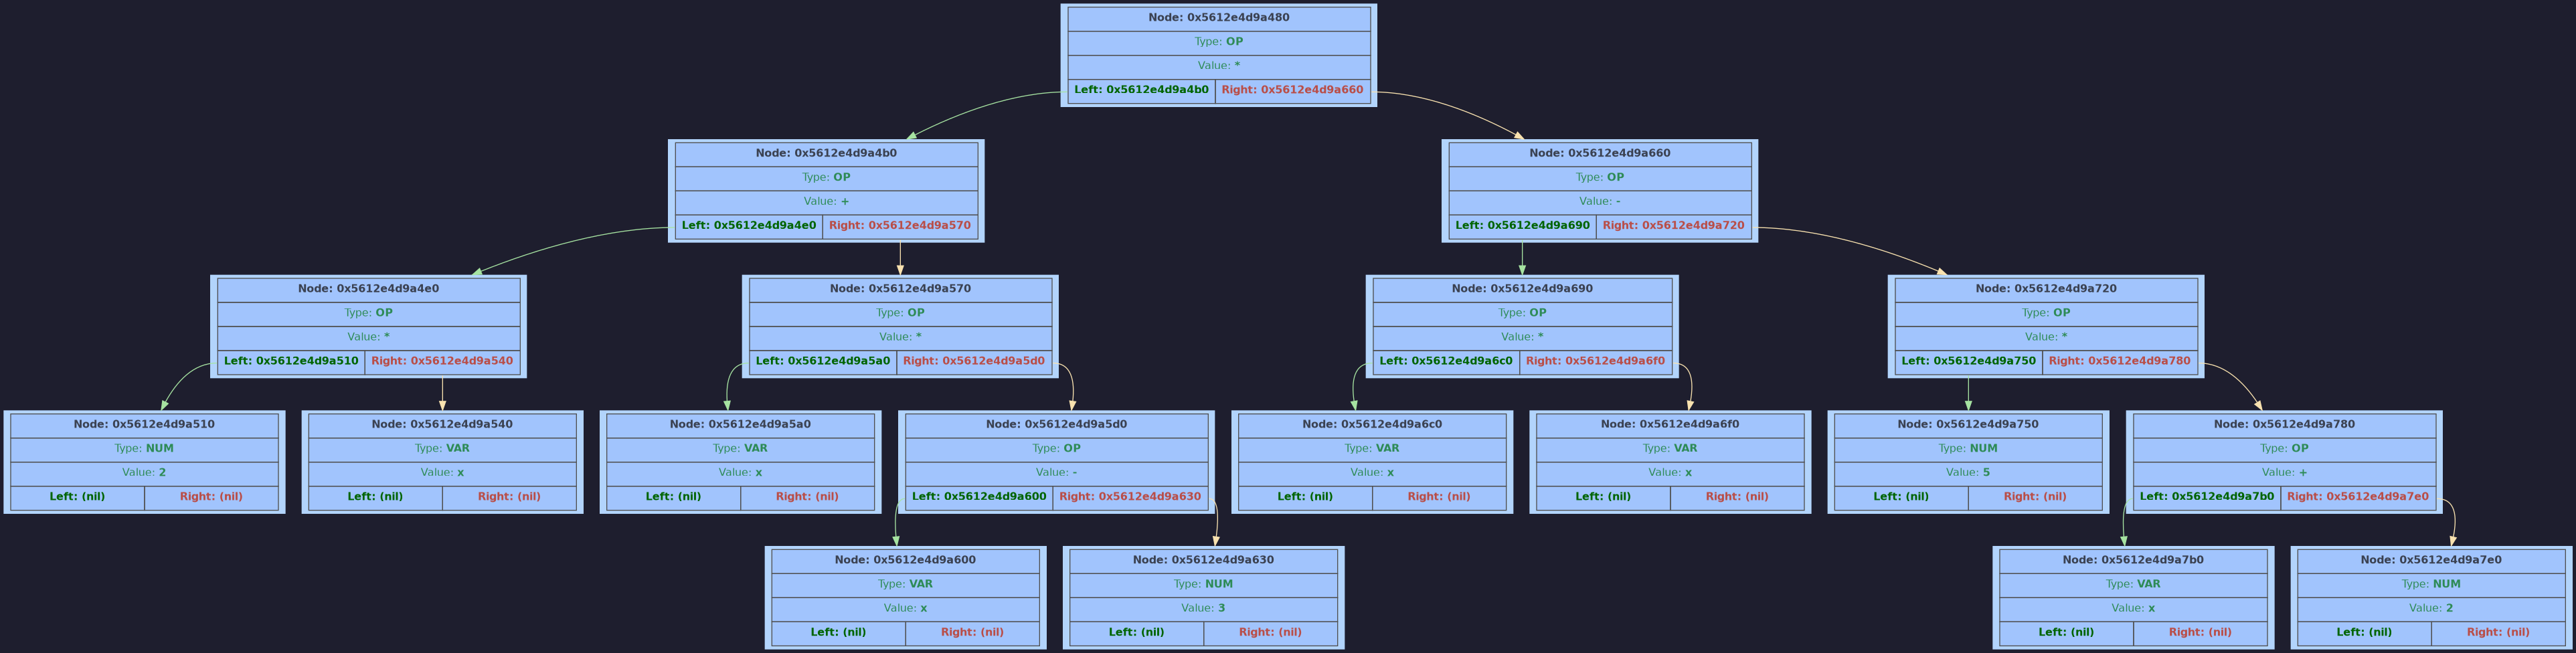 Node: 0x5612e4d9a480
Type: OP
Value: *
Left: 0x5612e4d9a4b0 Right: 0x5612e4d9a660
Node: 0x5612e4d9a4b0
Type: OP
Value: +
Left: 0x5612e4d9a4e0 Right: 0x5612e4d9a570
Node: 0x5612e4d9a660
Type: OP
Value: -
Left: 0x5612e4d9a690 Right: 0x5612e4d9a720
Node: 0x5612e4d9a4e0
Type: OP
Value: *
Left: 0x5612e4d9a510 Right: 0x5612e4d9a540
Node: 0x5612e4d9a570
Type: OP
Value: *
Left: 0x5612e4d9a5a0 Right: 0x5612e4d9a5d0
Node: 0x5612e4d9a690
Type: OP
Value: *
Left: 0x5612e4d9a6c0 Right: 0x5612e4d9a6f0
Node: 0x5612e4d9a720
Type: OP
Value: *
Left: 0x5612e4d9a750 Right: 0x5612e4d9a780
Node: 0x5612e4d9a510
Type: NUM
Value: 2
Left: (nil) Right: (nil)
Node: 0x5612e4d9a540
Type: VAR
Value: x
Left: (nil) Right: (nil)
Node: 0x5612e4d9a5a0
Type: VAR
Value: x
Left: (nil) Right: (nil)
Node: 0x5612e4d9a5d0
Type: OP
Value: -
Left: 0x5612e4d9a600 Right: 0x5612e4d9a630
Node: 0x5612e4d9a6c0
Type: VAR
Value: x
Left: (nil) Right: (nil)
Node: 0x5612e4d9a6f0
Type: VAR
Value: x
Left: (nil) Right: (nil)
Node: 0x5612e4d9a750
Type: NUM
Value: 5
Left: (nil) Right: (nil)
Node: 0x5612e4d9a780
Type: OP
Value: +
Left: 0x5612e4d9a7b0 Right: 0x5612e4d9a7e0
Node: 0x5612e4d9a600
Type: VAR
Value: x
Left: (nil) Right: (nil)
Node: 0x5612e4d9a630
Type: NUM
Value: 3
Left: (nil) Right: (nil)
Node: 0x5612e4d9a7b0
Type: VAR
Value: x
Left: (nil) Right: (nil)
Node: 0x5612e4d9a7e0
Type: NUM
Value: 2
Left: (nil) Right: (nil)